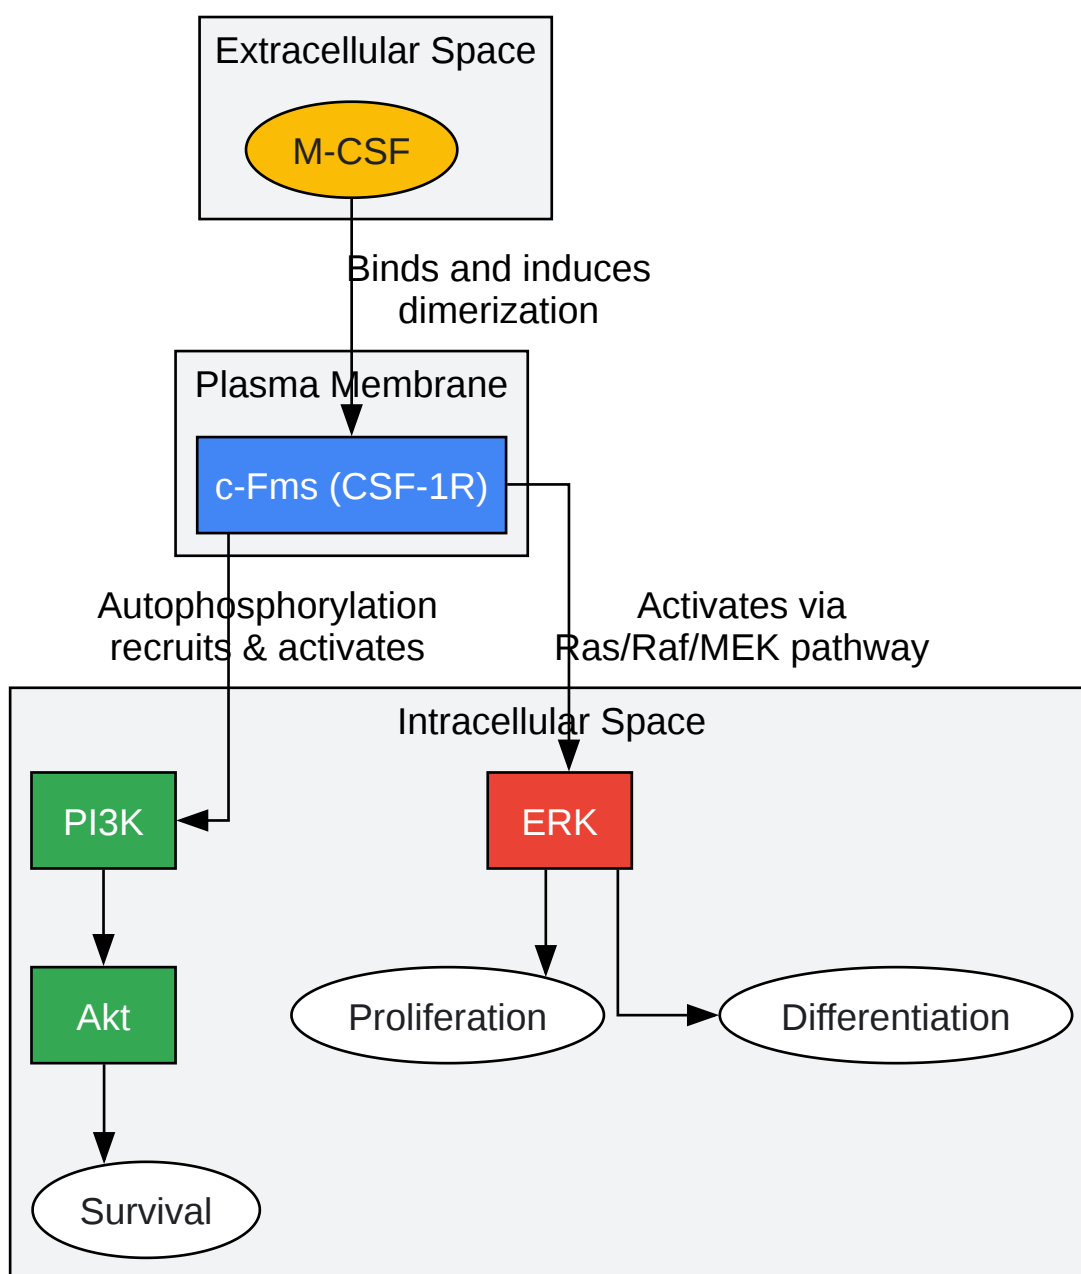 Extracellular Space
M-CSF
Binds and induces
dimerization
Plasma Membrane
c-Fms (CSF-1R)
Autophosphorylation
recruits & activates
Activates via
Ras/Raf/MEK pathway
Intracellular Space
PI3K
ERK
Akt
Proliferation
Differentiation
Survival